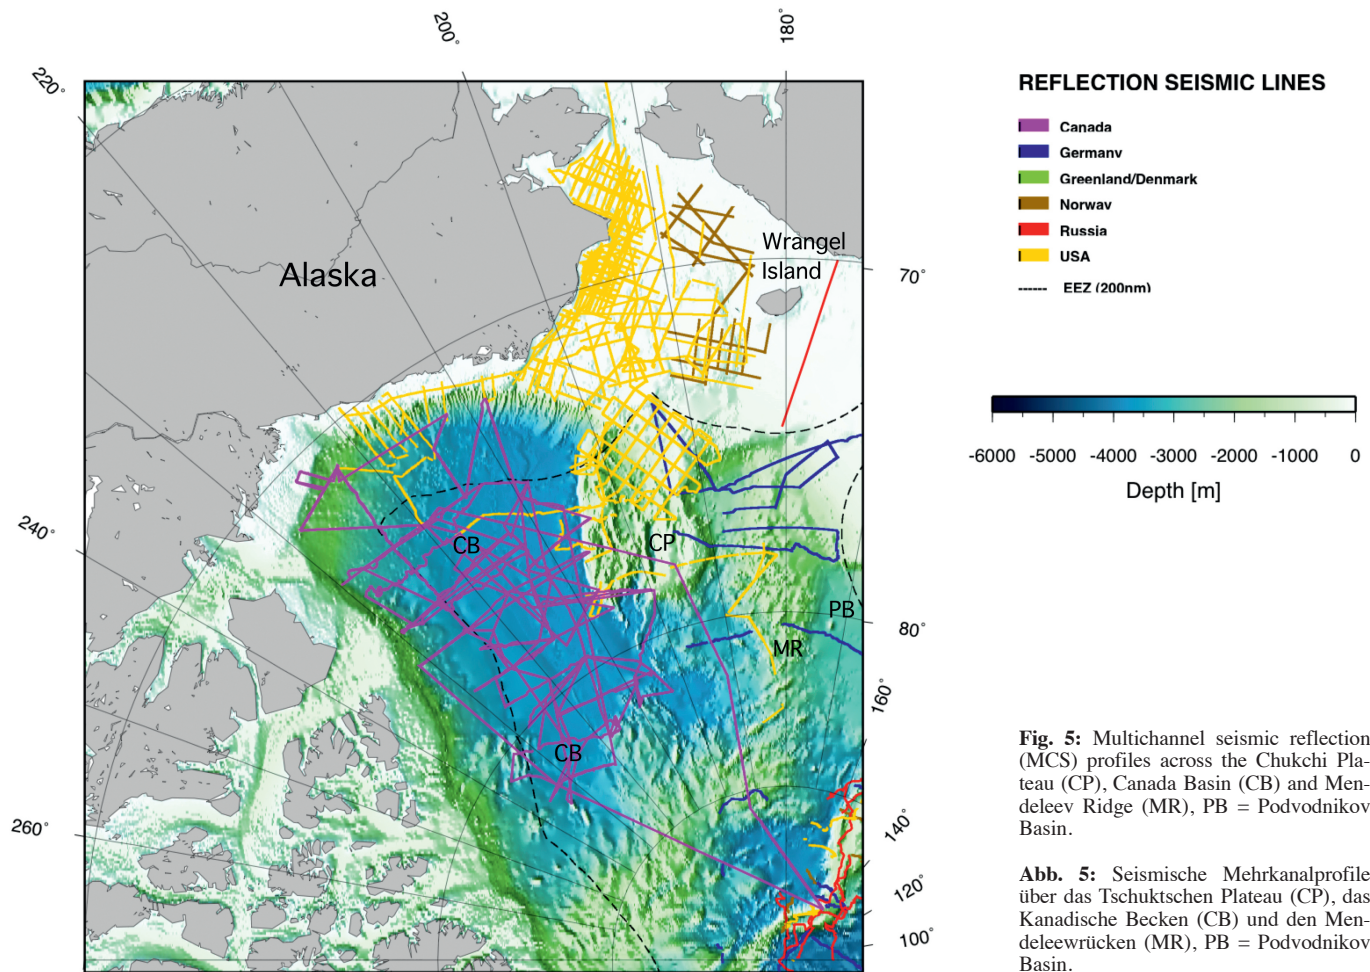 200°
180°
220°
REFLECTION SEISMIC LINES
Canada
Germany
Greenland/Denmark
Norway
Russia
USA
EEZ (200nm)
Wrangel
Island
Alaska
70°
-6000 -5000 -4000 -3000 -2000 -1000 0
Depth [m]
240°
CB
CP
PB
80°
MR
160°
CB
140°
260°
120°
100°
Fig. 5: Multichannel seismic reflection
(MCS) profiles across the Chukchi Pla-
teau (CP), Canada Basin (CB) and Men-
deleev Ridge (MR), PB = Podvodnikov
Basin.
Abb. 5: Seismische Mehrkanalprofile
über das Tschuktschen Plateau (CP), das
Kanadische Becken (CB) und den Men-
deleewrücken (MR), PB = Podvodnikov
Basin.